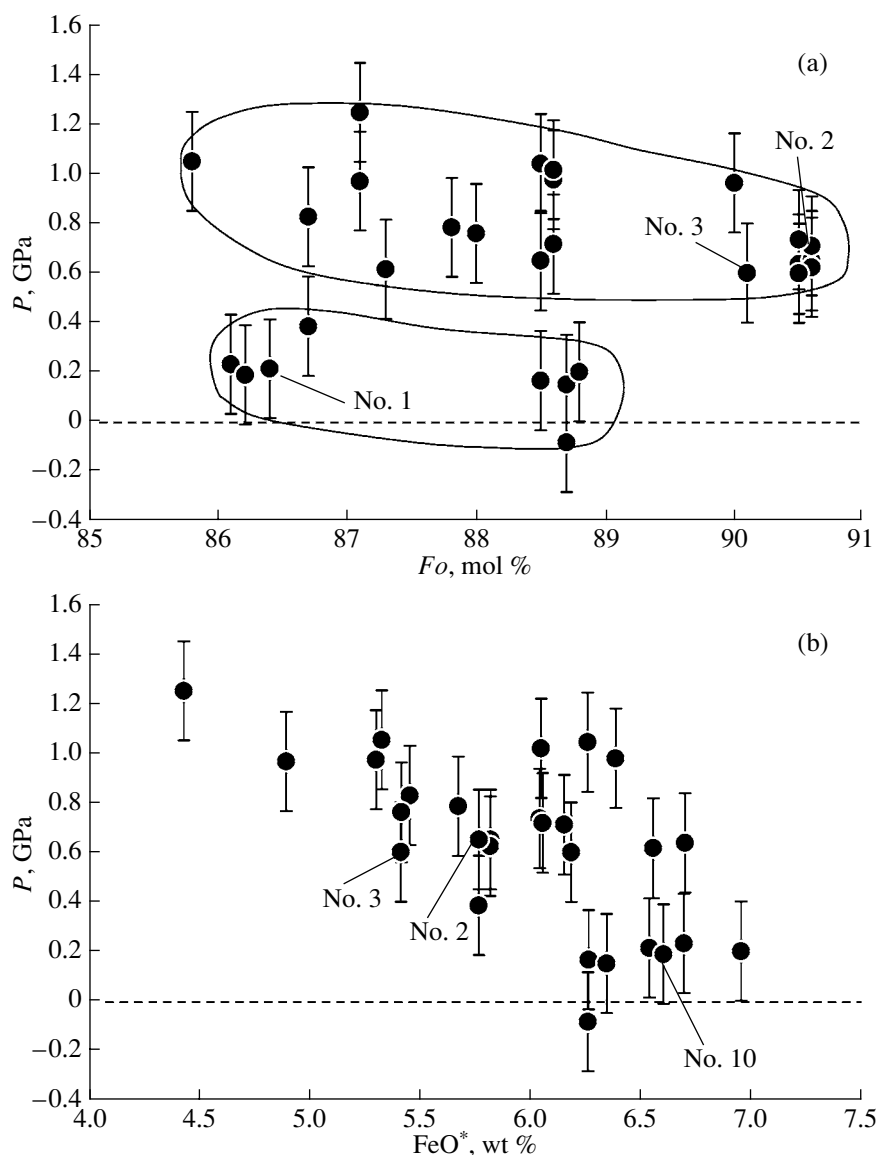 1.6
(a)
1.4
1.2
No. 2
1.0
0.8
No. 3
0.6
P, GPa
0.4
0.2
No. 1
0
–0.2
–0.4
85 86 87 88 89 90 91
Fo, mol %
1.6
(b)
1.4
1.2
1.0
0.8
0.6
P, GPa
No. 3
0.4
No. 2
0.2
0
No. 10
–0.2
–0.4
4.0 4.5 5.0 5.5 6.0 6.5 7.0 7.5
FeO*, wt %